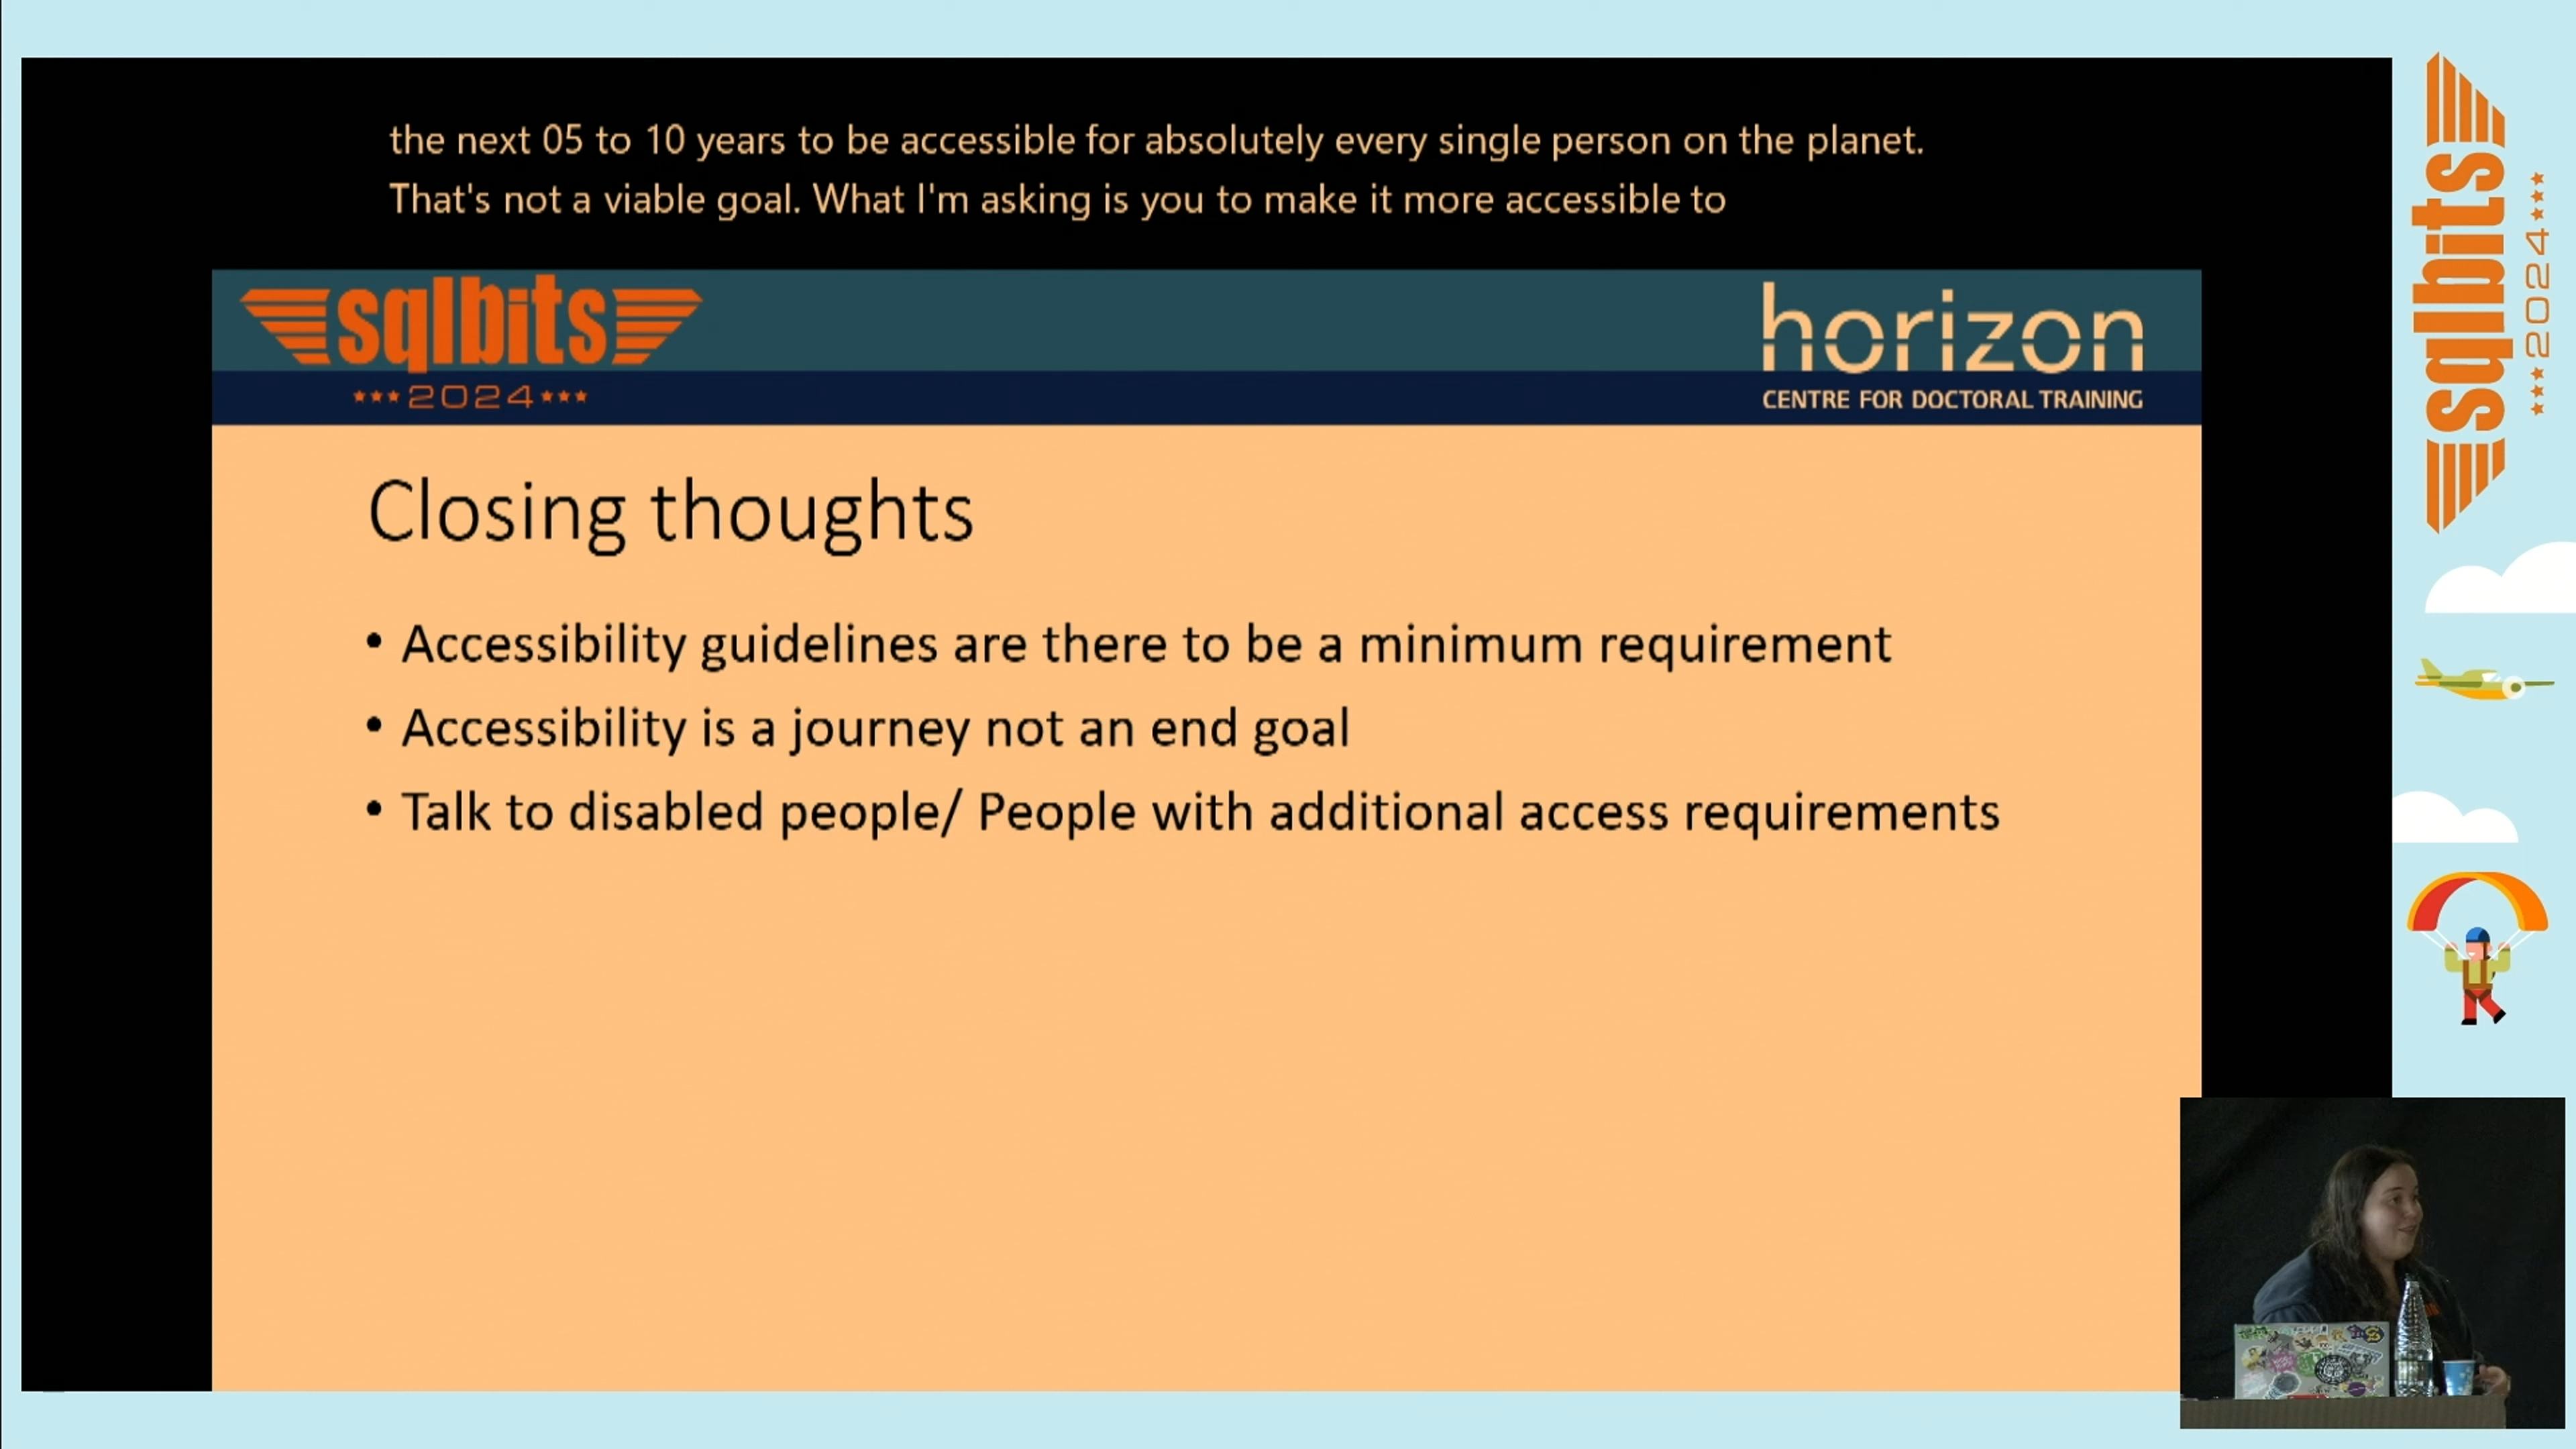 the next 05 to 10 years to be accessible for absolutely every single person on the planet.
That's not a viable goal. What I'm asking is you to make it more accessible to
sqlbits
2024
horizon
CENTRE FOR DOCTORAL TRAINING
Closing thoughts
• Accessibility guidelines are there to be a minimum requirement
• Accessibility is a journey not an end goal
• Talk to disabled people/ People with additional access requirements
sqlbits
2024